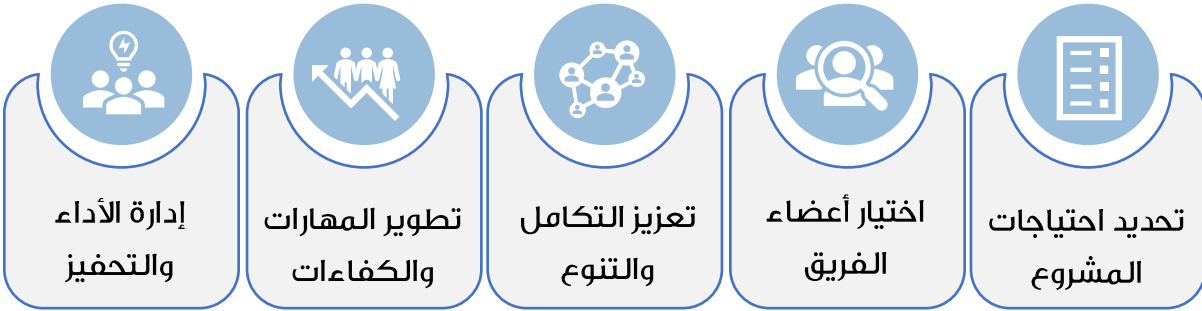 تحديد احتياجات
المشروع
اختيار أعضاء
الفريق
تعزيز التكامل
والتنوع
تطوير المهارات
والكفاءات
إدارة الأداء
والتحفيز